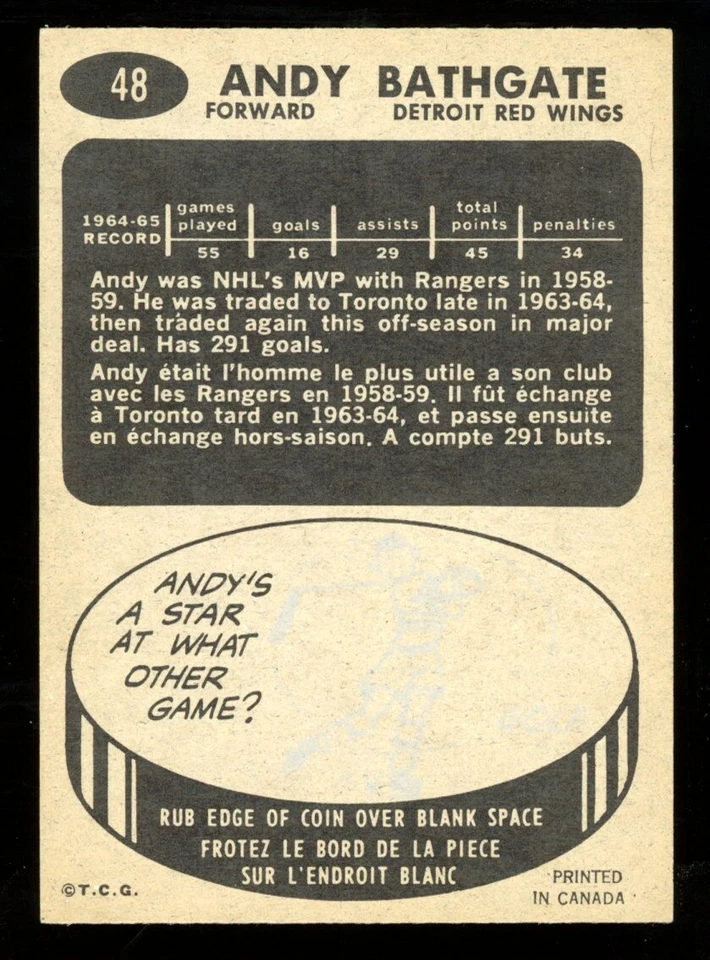 48 ANDY BATHGATE
FORWARD DETROIT RED WINGS
1964-65 RECORD games played goals assists total points penalties
55 16 29 45 34
Andy was NHL's MVP with Rangers in 1958-
59. He was traded to Toronto late in 1963-64,
then traded again this off-season in major
deal. Has 291 goals.
Andy était l'homme le plus utile a son club
avec les Rangers en 1958-59. Il fût échange
à Toronto tard en 1963-64, et passe ensuite
en échange hors-saison. A compte 291 buts.
ANDY'S
A STAR
AT WHAT
OTHER
GAME?
RUB EDGE OF COIN OVER BLANK SPACE
FROTEZ LE BORD DE LA PIECE
SUR L'ENDROIT BLANC
©T.C.G.
PRINTED
IN CANADA